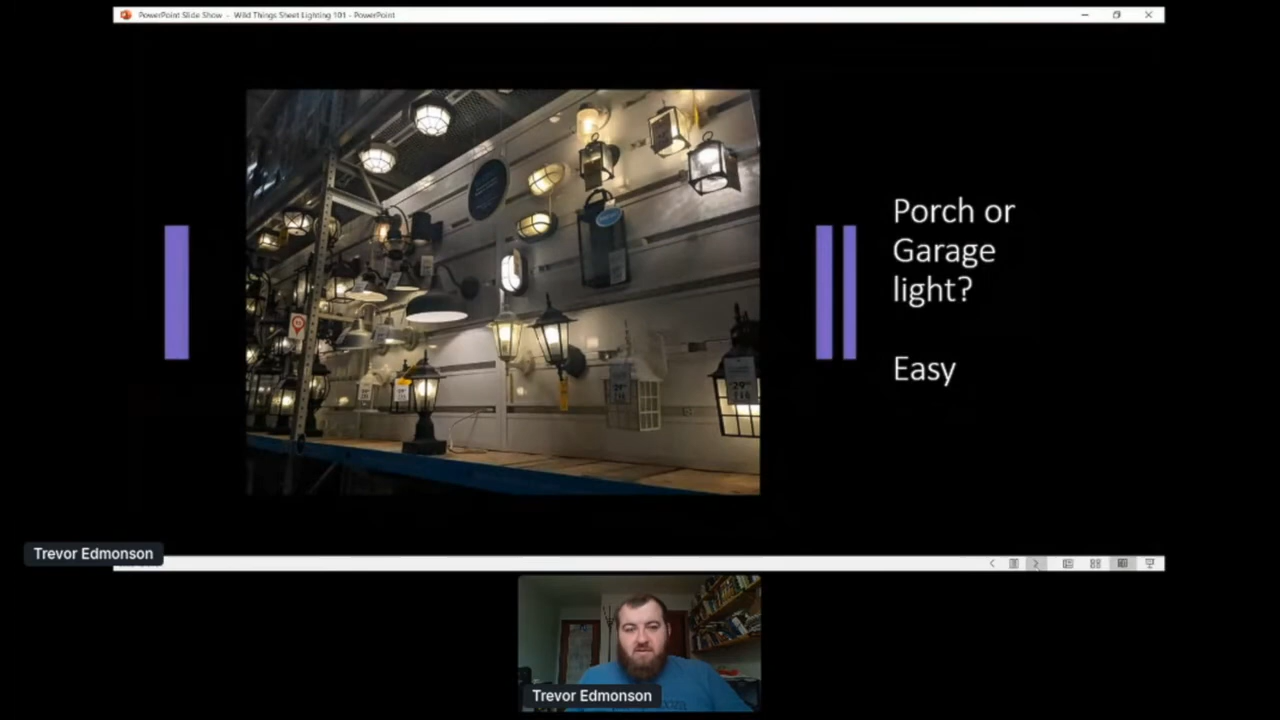 PowerPoint Slide Show - Wild Things Sheet Lighting 101 - PowerPoint
Porch or
Garage
light?
Easy
Trevor Edmonson
Trevor Edmonson